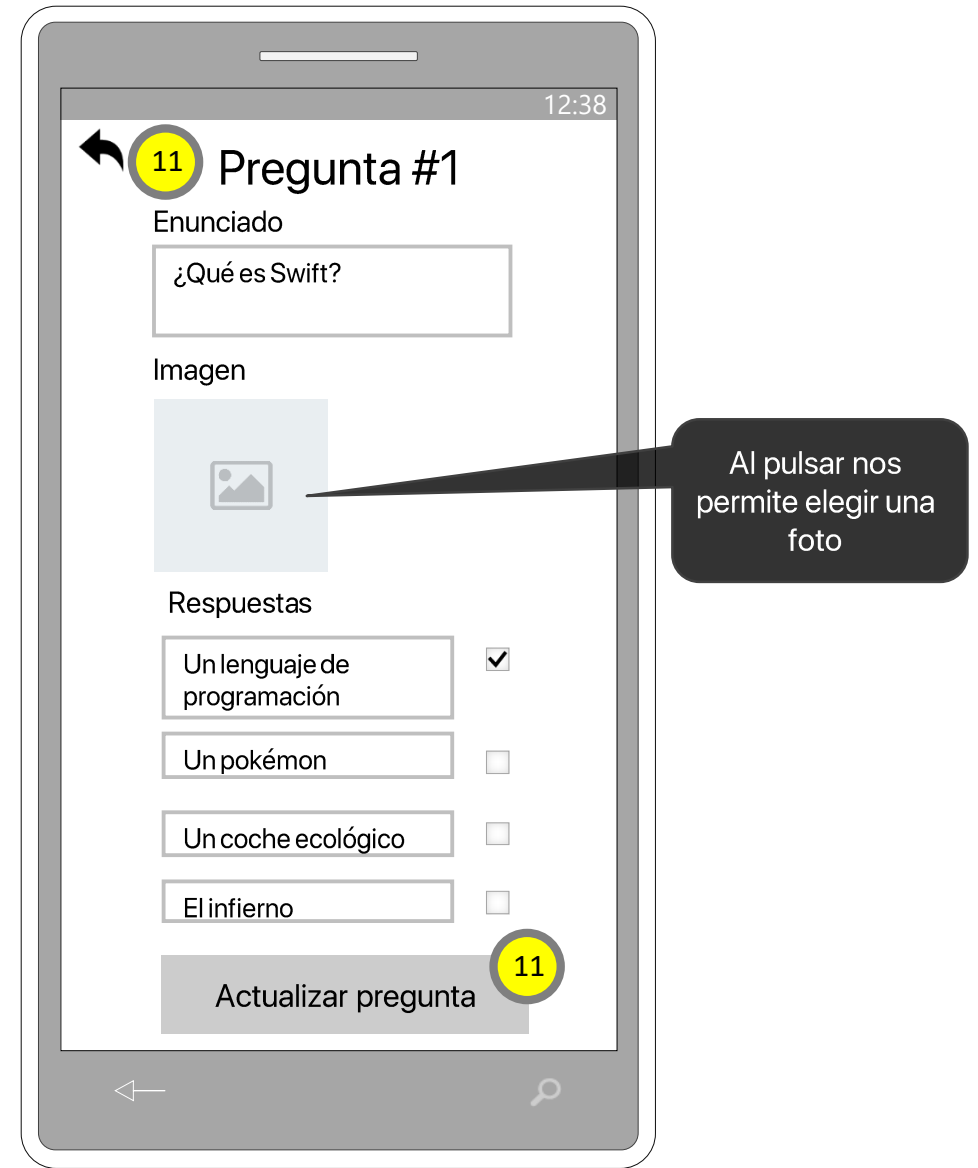 12:38
11
Pregunta #1
Enunciado
¿Qué es Swift?
Imagen
Al pulsar nos
permite elegir una
foto
Respuestas
Un lenguaje de
programación
Un pokémon
Un coche ecológico
El infierno
11
Actualizar pregunta